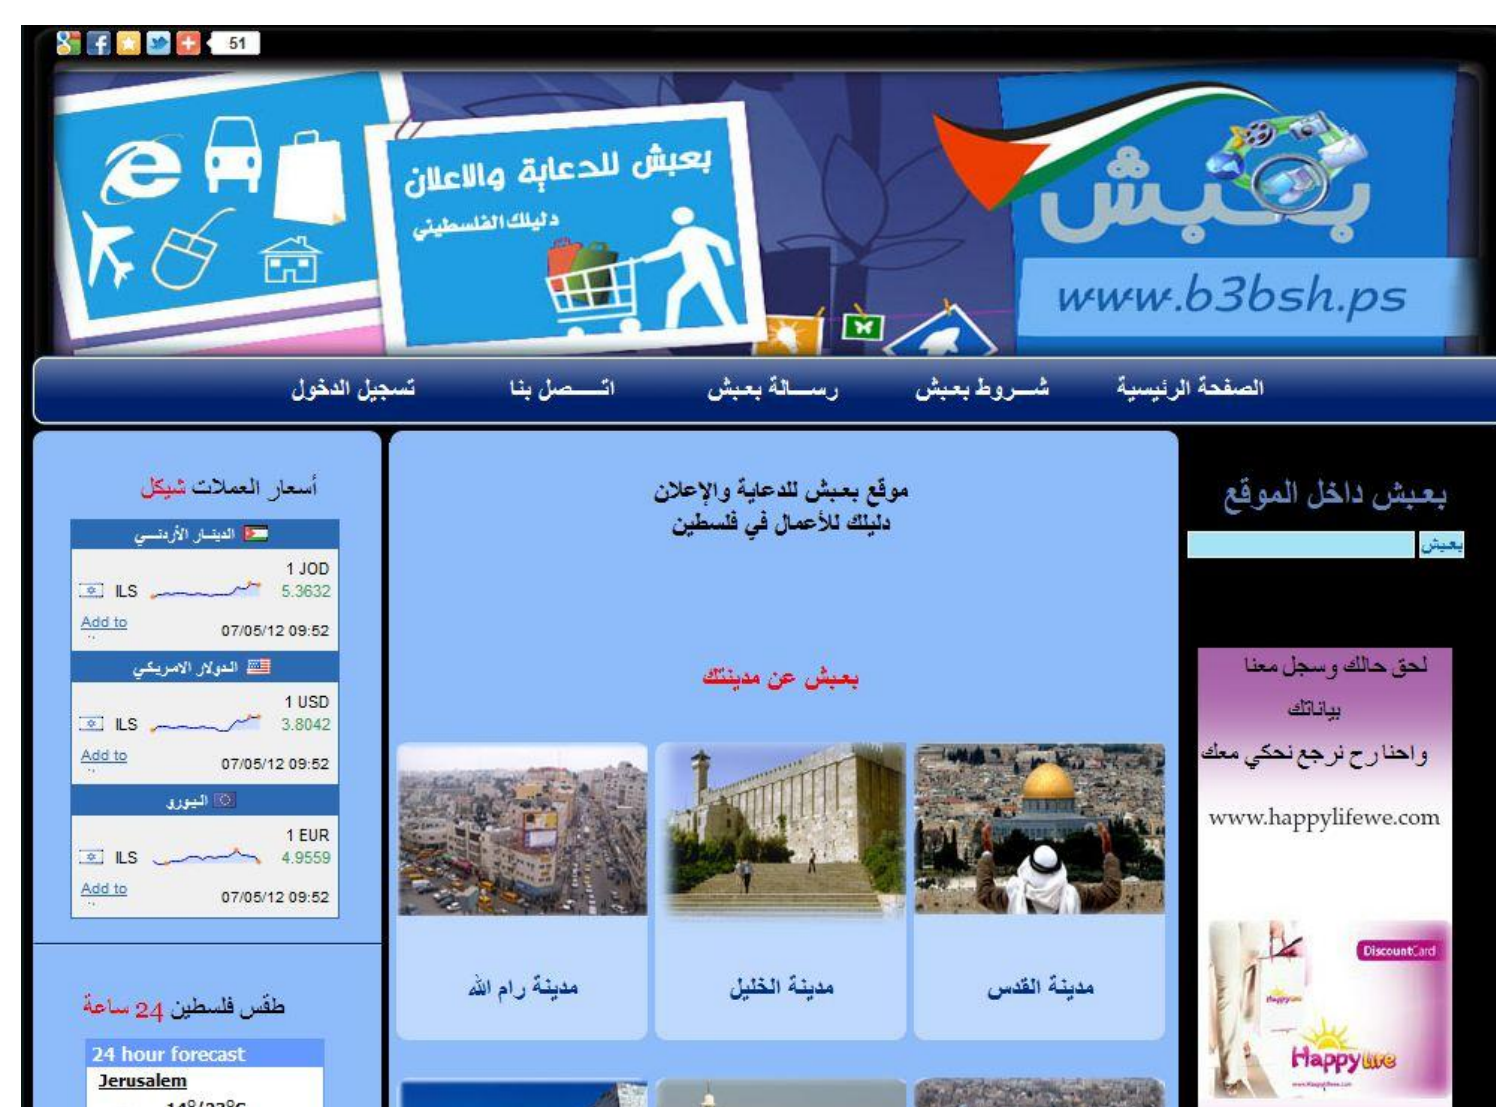 51
بعبش للدعاية والاعلان
دليلك الفلسطيني
بعبش
www.b3bsh.ps
الصفحة الرئيسية
شـــروط بعبش
رســـالة بعبش
اتــــصل بنا
تسجيل الدخول
بعبش داخل الموقع
بعبش
لحق حالك وسجل معنا
بياناتك
واحنا رح نرجع نحكي معك
www.happylifewe.com
DiscountCard
Happylife
موقع بعبش للدعاية والإعلان
دليلك للأعمال في فلسطين
بعبش عن مدينتك
مدينة القدس
مدينة الخليل
مدينة رام الله
أسعار العملات شيكل
الدينار الأردنسي
1 JOD
ILS 5.3632
Add to
07/05/12 09:52
الدولار الامريكي
1 USD
ILS 3.8042
Add to
07/05/12 09:52
اليورو
1 EUR
ILS 4.9559
Add to
07/05/12 09:52
طقس فلسطين 24 ساعة
24 hour forecast
Jerusalem